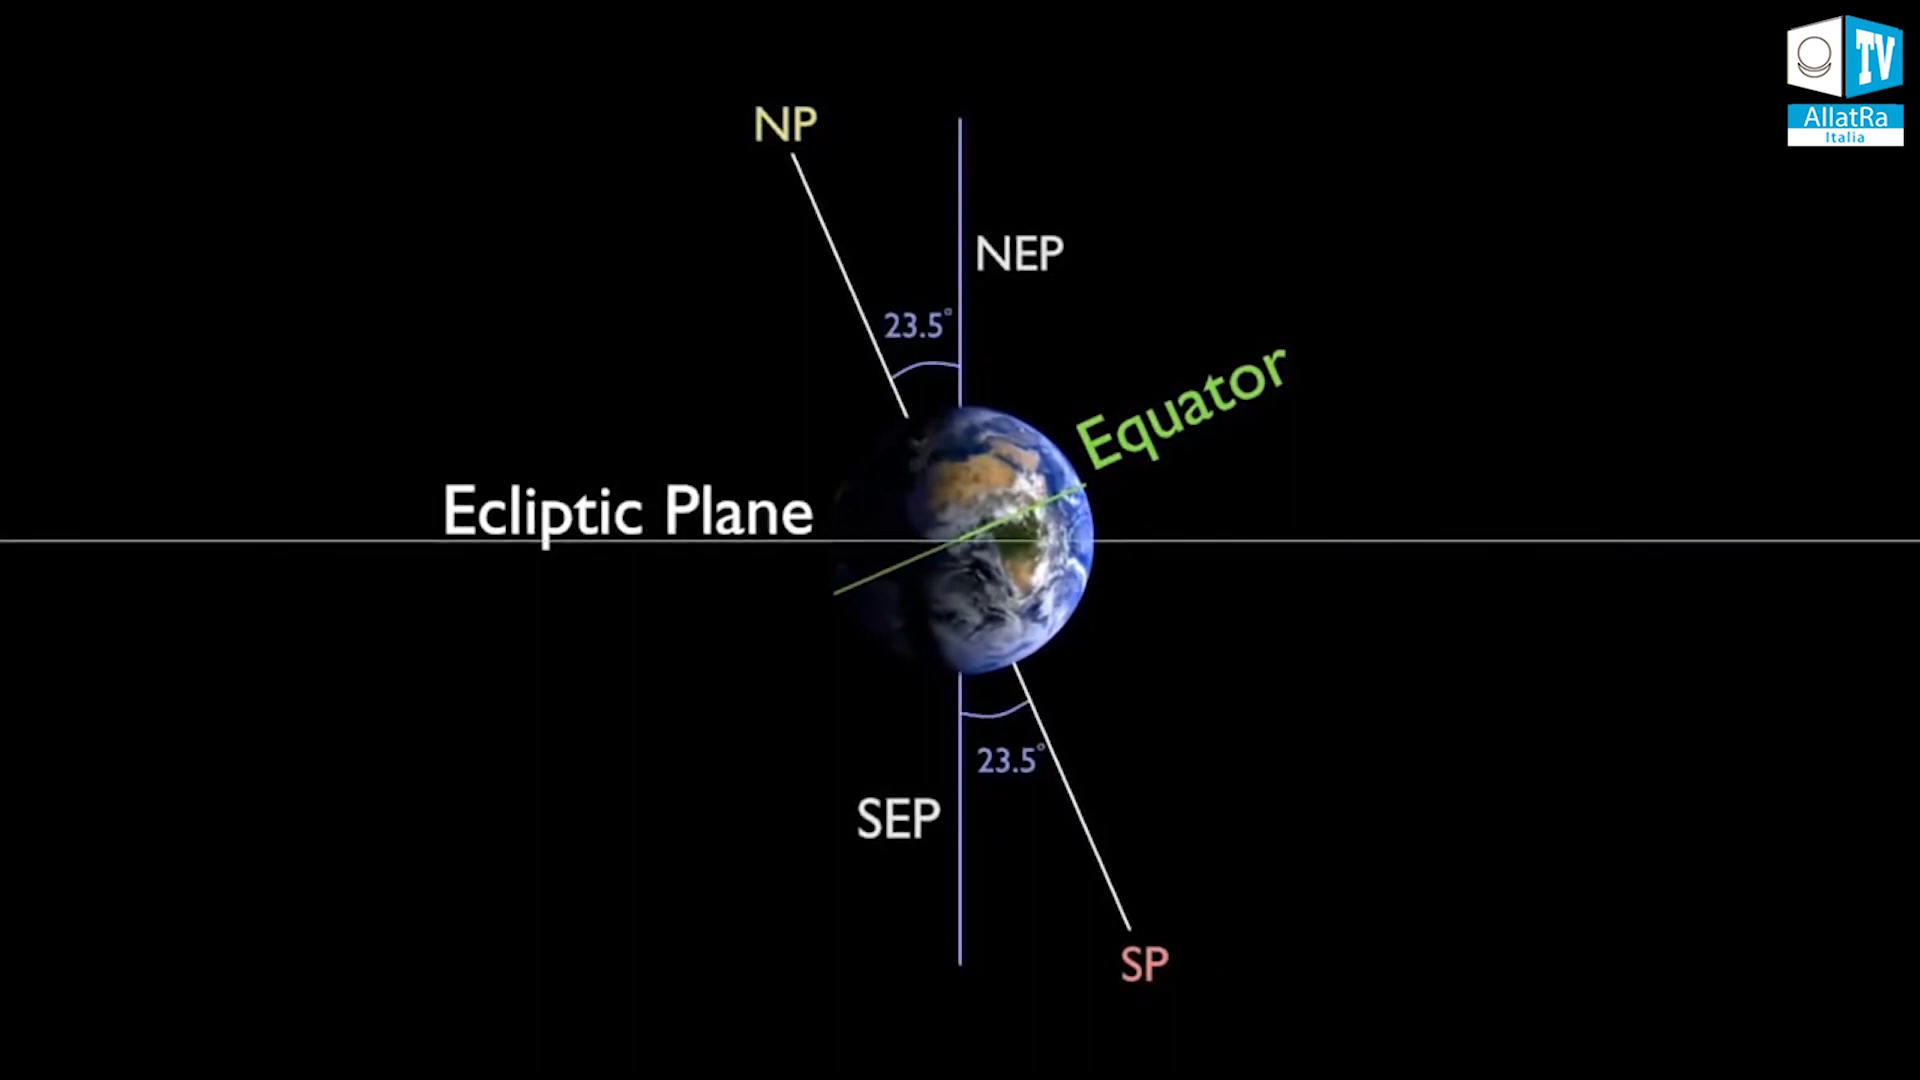 TV
AllatRa
Italia
NP
NEP
23.5°
Equator
Ecliptic Plane
23.5°
SEP
SP